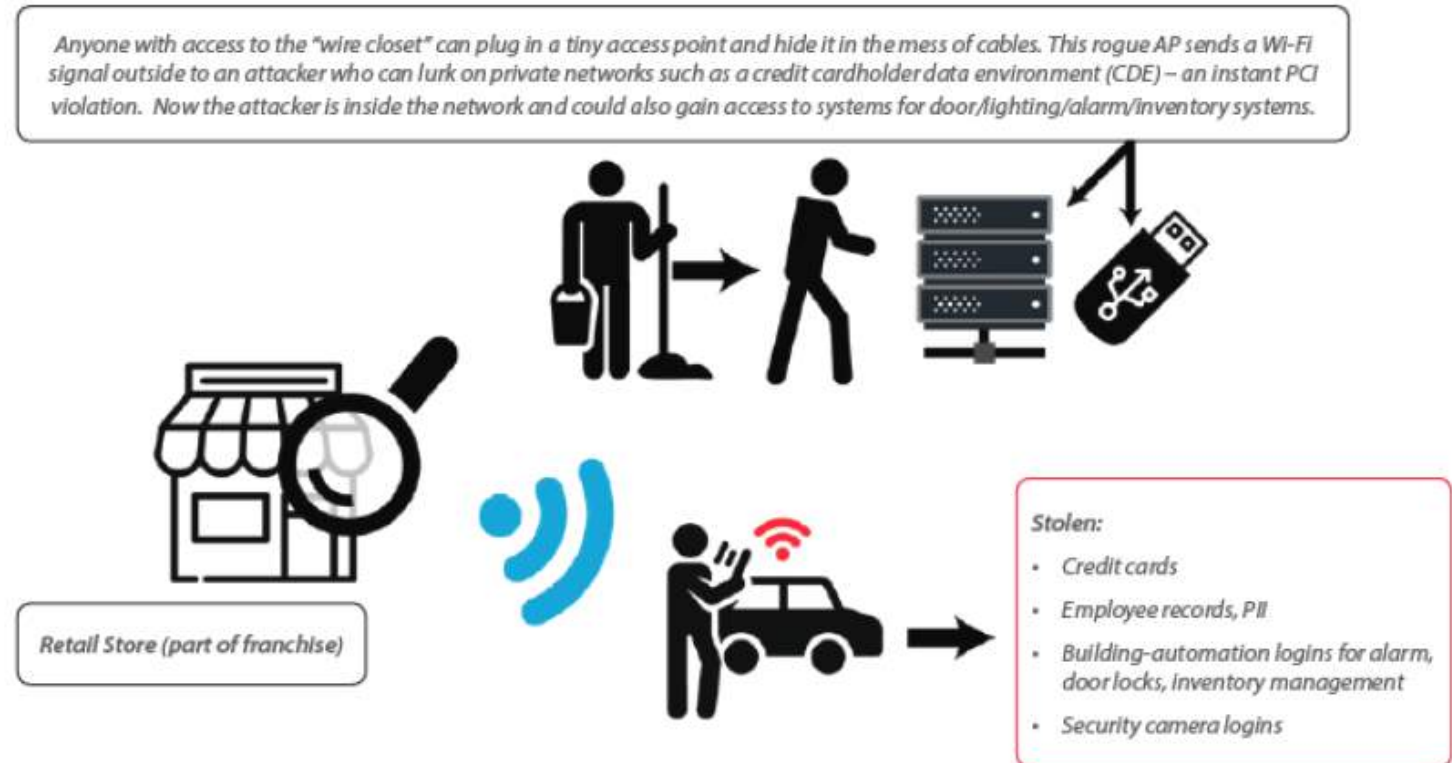 Anyone with access to the “wire closet” can plug in a tiny access point and hide it in the mess of cables. This rogue AP sends a Wi-Fi
signal outside to an attacker who can lurk on private networks such as a credit cardholder data environment (CDE) – an instant PCI
violation. Now the attacker is inside the network and could also gain access to systems for door/lighting/alarm/inventory systems.
Retail Store (part of franchise)
Stolen:
• Credit cards
• Employee records, PII
• Building-automation logins for alarm,
door locks, inventory management
• Security camera logins